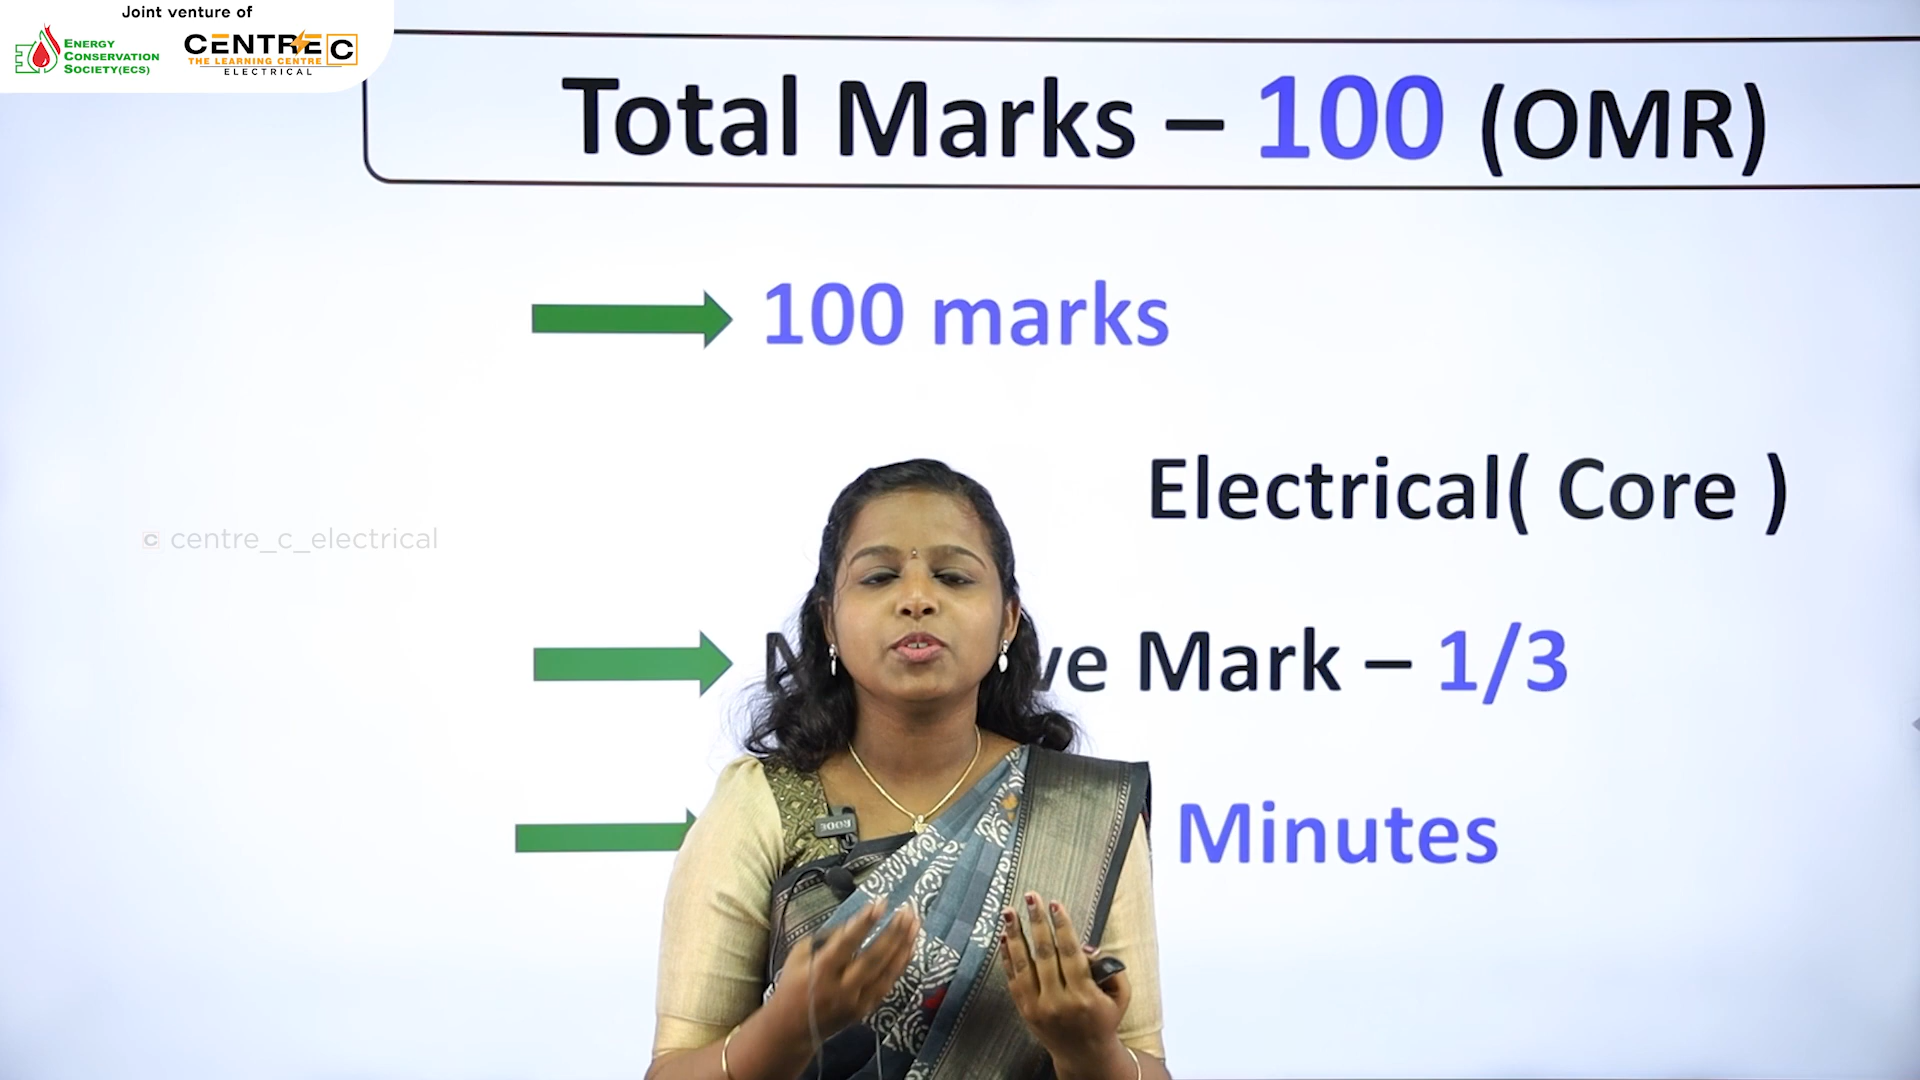 Joint venture of
ENERGY
CONSERVATION
SOCIETY(ECS)
CENTRE C
THE LEARNING CENTRE
ELECTRICAL
Total Marks – 100 (OMR)
100 marks
Electrical( Core )
Mark – 1/3
Minutes
C centre_c_electrical
RODE